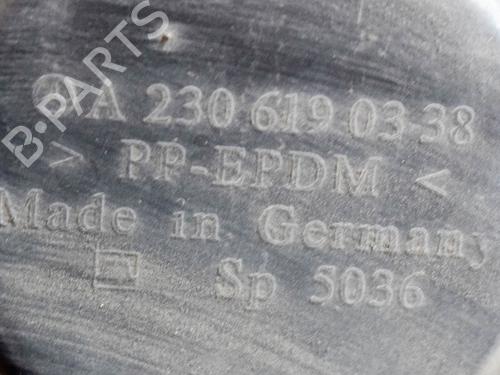 A 230 619 03-38
> PP-EPDM <
Made in Germany
Sp 5036
B-PARTS